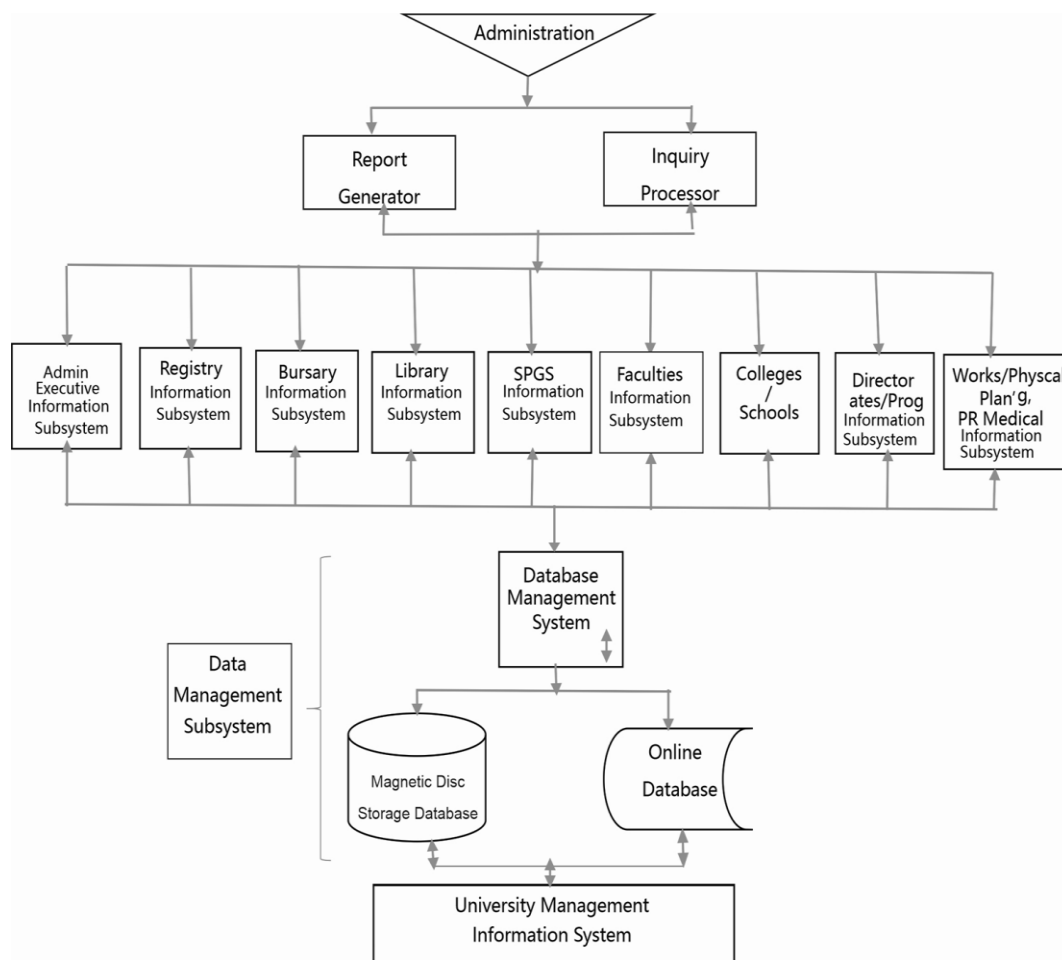 Administration
Report
Generator
Inquiry
Processor
Admin
Executive
Information
Subsystem
Registry
Information
Subsystem
Bursary
Information
Subsystem
Library
Information
Subsystem
SPGS
Information
Subsystem
Faculties
Information
Subsystem
Colleges
/
Schools
Director
ates/Prog
Information
Subsystem
Works/Physcal
Plan'g,
PR Medical
Information
Subsystem
Database
Management
System
Data
Management
Subsystem
Magnetic Disc
Storage Database
Online
Database
University Management
Information System